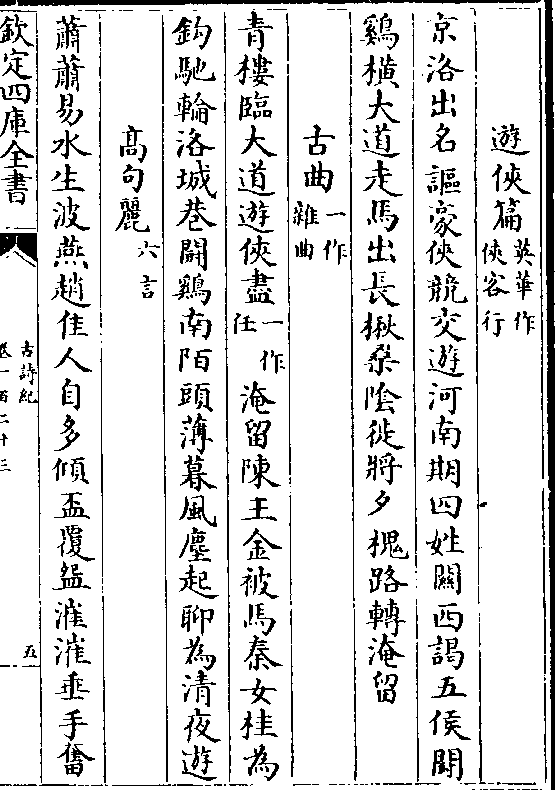 遊俠篇英華作俠客行
京洛出名謳豪俠競交遊河南期四姓關西謁五侯鬭
鷄橫大道走馬出長楸桑陰徙將夕槐路轉淹留
古曲一作雜曲
青樓臨大道遊俠盡一作任淹留陳王金被馬秦女桂為
鈎馳輪洛城巷鬭鷄南陌頭薄暮風塵起聊為清夜遊
高句麗六言
蕭蕭易水生波燕趙佳人自多傾盃覆盌漼漼垂手奮
欽定四庫全書
古詩紀
卷一百二十三
五